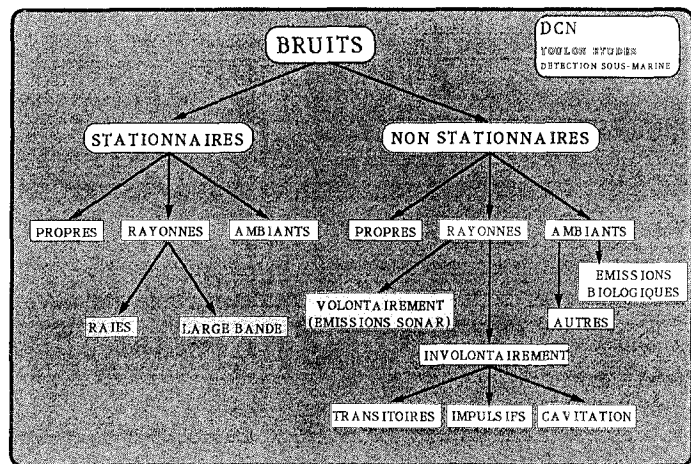 BRUITS
DCN
TOULON ETUDES
DETECTION SOUS-MARINE
STATIONNAIRES
NON STATIONNAIRES
PROPRES
RAYONNES
AMBIANTS
PROPRES
RAYONNES
AMBIANTS
EMISSIONS
BIOLOGIQUES
VOLONTAIREMENT
(EMISSIONS SONAR)
RAIES
LARGE BANDE
AUTRES
INVOLONTAIREMENT
TRANSITOIRES
IMPULSIFS
CAVITATION